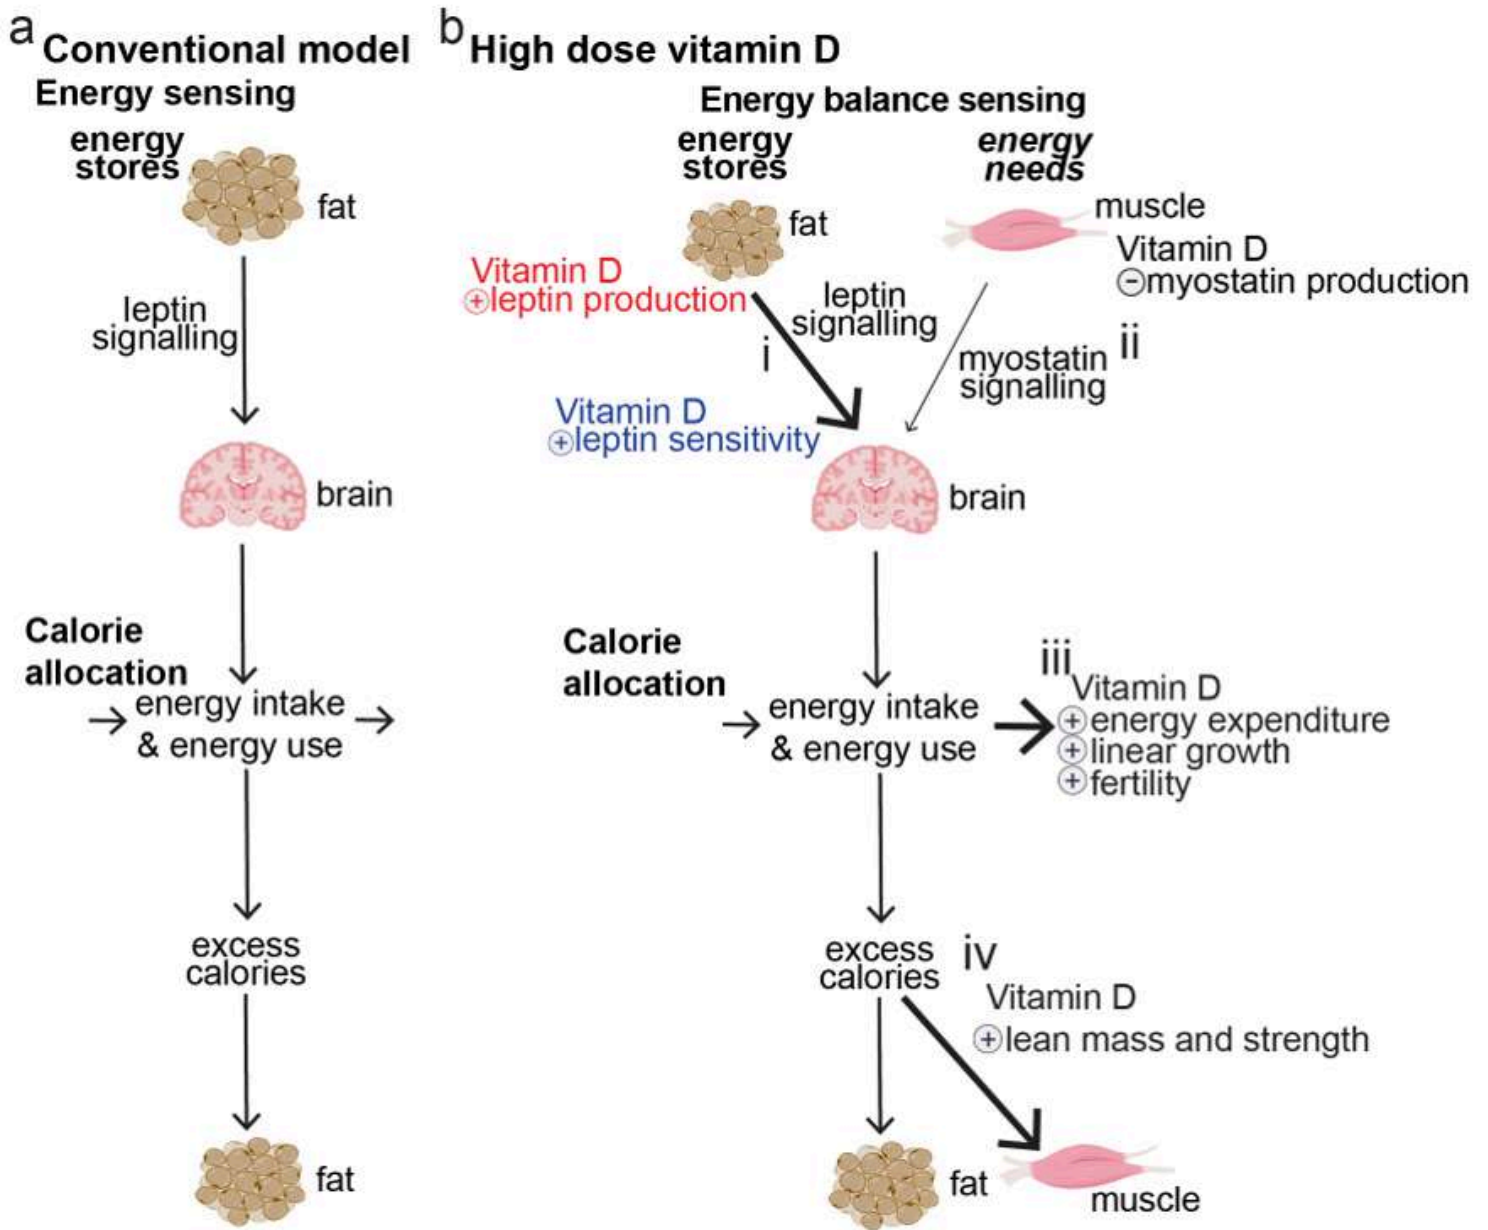 a
Conventional model
Energy sensing
energy
stores
fat
leptin
signalling
brain
Calorie
allocation
energy intake
& energy use
excess
calories
fat
b
High dose vitamin D
Energy balance sensing
energy
stores
energy
needs
fat
muscle
Vitamin D
⊖myostatin production
Vitamin D
⊕leptin production
leptin
signalling
i
myostatin
signalling
ii
Vitamin D
⊕leptin sensitivity
brain
Calorie
allocation
energy intake
& energy use
iii
Vitamin D
⊕energy expenditure
⊕linear growth
⊕fertility
excess
calories
iv
Vitamin D
⊕lean mass and strength
fat
muscle